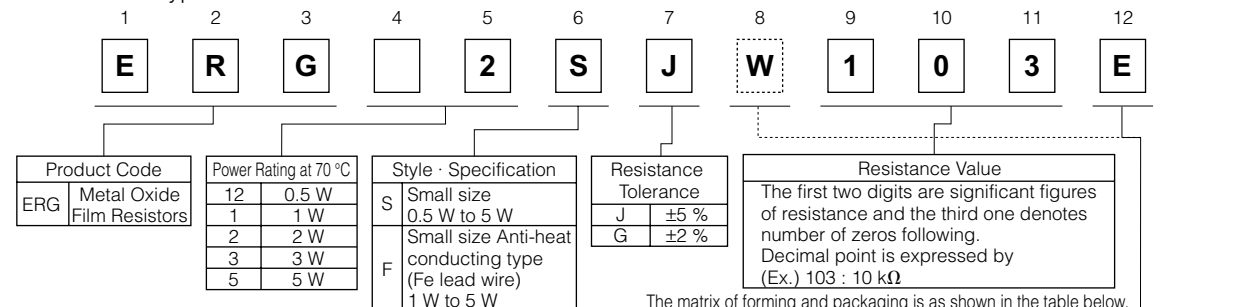 1 2 3 4 5 6 7 8 9 10 11 12
E R G 2 S J W 1 0 3 E
Product Code
ERG Metal Oxide
Film Resistors
Power Rating at 70 °C
12 0.5 W
1 1 W
2 2 W
3 3 W
5 5 W
Style · Specification
S Small size
0.5 W to 5 W
F Small size Anti-heat
conducting type
(Fe lead wire)
1 W to 5 W
Resistance
Tolerance
J ±5 %
G ±2 %
Resistance Value
The first two digits are significant figures
of resistance and the third one denotes
number of zeros following.
Decimal point is expressed by
(Ex.) 103 : 10 kΩ
The matrix of forming and packaging is as shown in the table below.